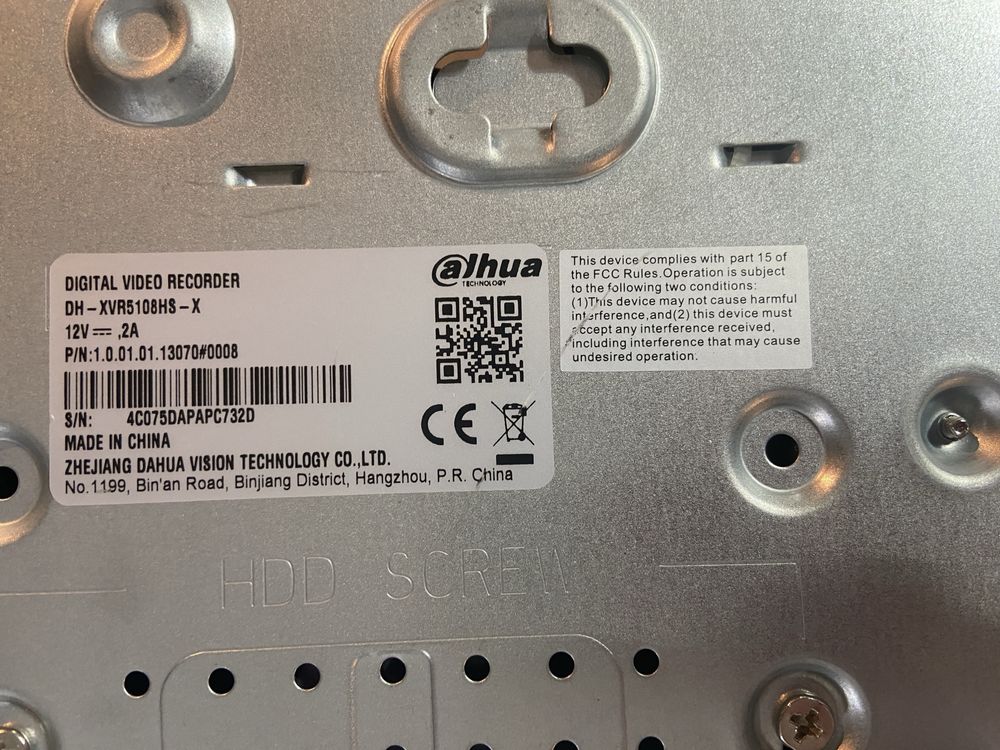 DIGITAL VIDEO RECORDER
DH-XVR5108HS-X
12V⎓,2A
P/N:1.0.01.01.13070#0008
S/N: 4C075DAPAPC732D
MADE IN CHINA
ZHEJIANG DAHUA VISION TECHNOLOGY CO.,LTD.
No.1199, Bin'an Road, Binjiang District, Hangzhou, P.R. China
alhua
TECHNOLOGY
CE
This device complies with part 15 of
the FCC Rules.Operation is subject
to the following two conditions:
(1)This device may not cause harmful
interference,and(2) this device must
accept any interference received,
including interference that may cause
undesired operation.
HDD SCREW